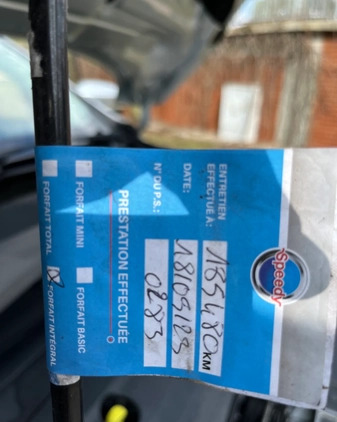 Speedy
ENTRETIEN
EFFECTUÉ À: 185480 KM
DATE: 18/09/23
N° DU P.S.: 0283
PRESTATION EFFECTUÉE
FORFAIT MINI
FORFAIT BASIC
FORFAIT TOTAL
FORFAIT INTÉGRAL